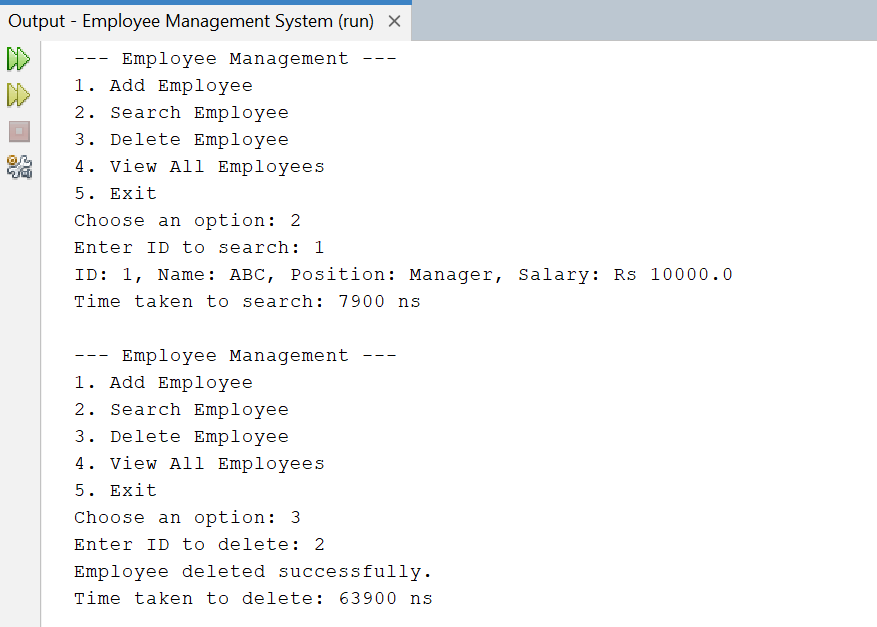 Output - Employee Management System (run)
--- Employee Management ---
1. Add Employee
2. Search Employee
3. Delete Employee
4. View All Employees
5. Exit
Choose an option: 2
Enter ID to search: 1
ID: 1, Name: ABC, Position: Manager, Salary: Rs 10000.0
Time taken to search: 7900 ns

--- Employee Management ---
1. Add Employee
2. Search Employee
3. Delete Employee
4. View All Employees
5. Exit
Choose an option: 3
Enter ID to delete: 2
Employee deleted successfully.
Time taken to delete: 63900 ns